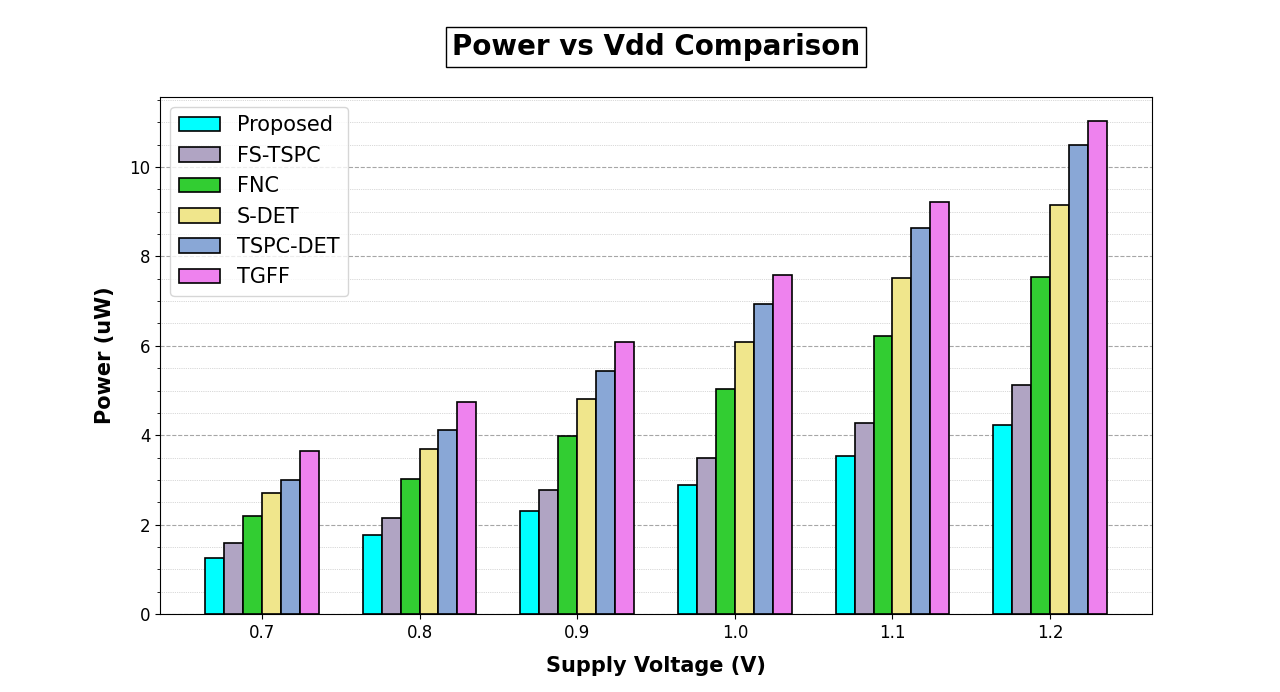 Power vs Vdd Comparison
Proposed
FS-TSPC
FNC
S-DET
TSPC-DET
TGFF
Power (uW)
10
8
6
4
2
0
0.7 0.8 0.9 1.0 1.1 1.2
Supply Voltage (V)